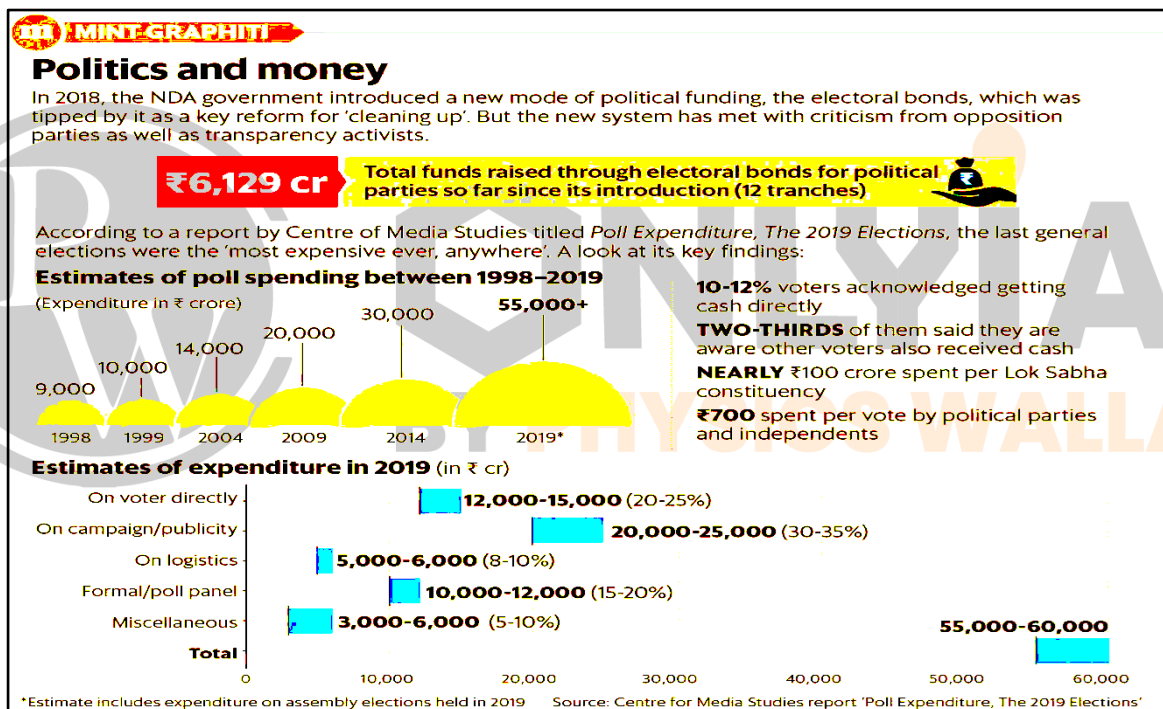 m MINT GRAPHITI
Politics and money
In 2018, the NDA government introduced a new mode of political funding, the electoral bonds, which was
tipped by it as a key reform for 'cleaning up'. But the new system has met with criticism from opposition
parties as well as transparency activists.
₹6,129 cr
Total funds raised through electoral bonds for political
parties so far since its introduction (12 tranches)
₹
According to a report by Centre of Media Studies titled Poll Expenditure, The 2019 Elections, the last general
elections were the 'most expensive ever, anywhere'. A look at its key findings:
Estimates of poll spending between 1998–2019
(Expenditure in ₹ crore)
9,000
10,000
14,000
20,000
30,000
55,000+
1998
1999
2004
2009
2014
2019*
10-12% voters acknowledged getting
cash directly
TWO-THIRDS of them said they are
aware other voters also received cash
NEARLY ₹100 crore spent per Lok Sabha
constituency
₹700 spent per vote by political parties
and independents
ONLYIA
BY PHYSICS WALLA
Estimates of expenditure in 2019 (in ₹ cr)
On voter directly 12,000-15,000 (20-25%)
On campaign/publicity 20,000-25,000 (30-35%)
On logistics 5,000-6,000 (8-10%)
Formal/poll panel 10,000-12,000 (15-20%)
Miscellaneous 3,000-6,000 (5-10%)
Total 55,000-60,000
0 10,000 20,000 30,000 40,000 50,000 60,000
*Estimate includes expenditure on assembly elections held in 2019 Source: Centre for Media Studies report 'Poll Expenditure, The 2019 Elections'